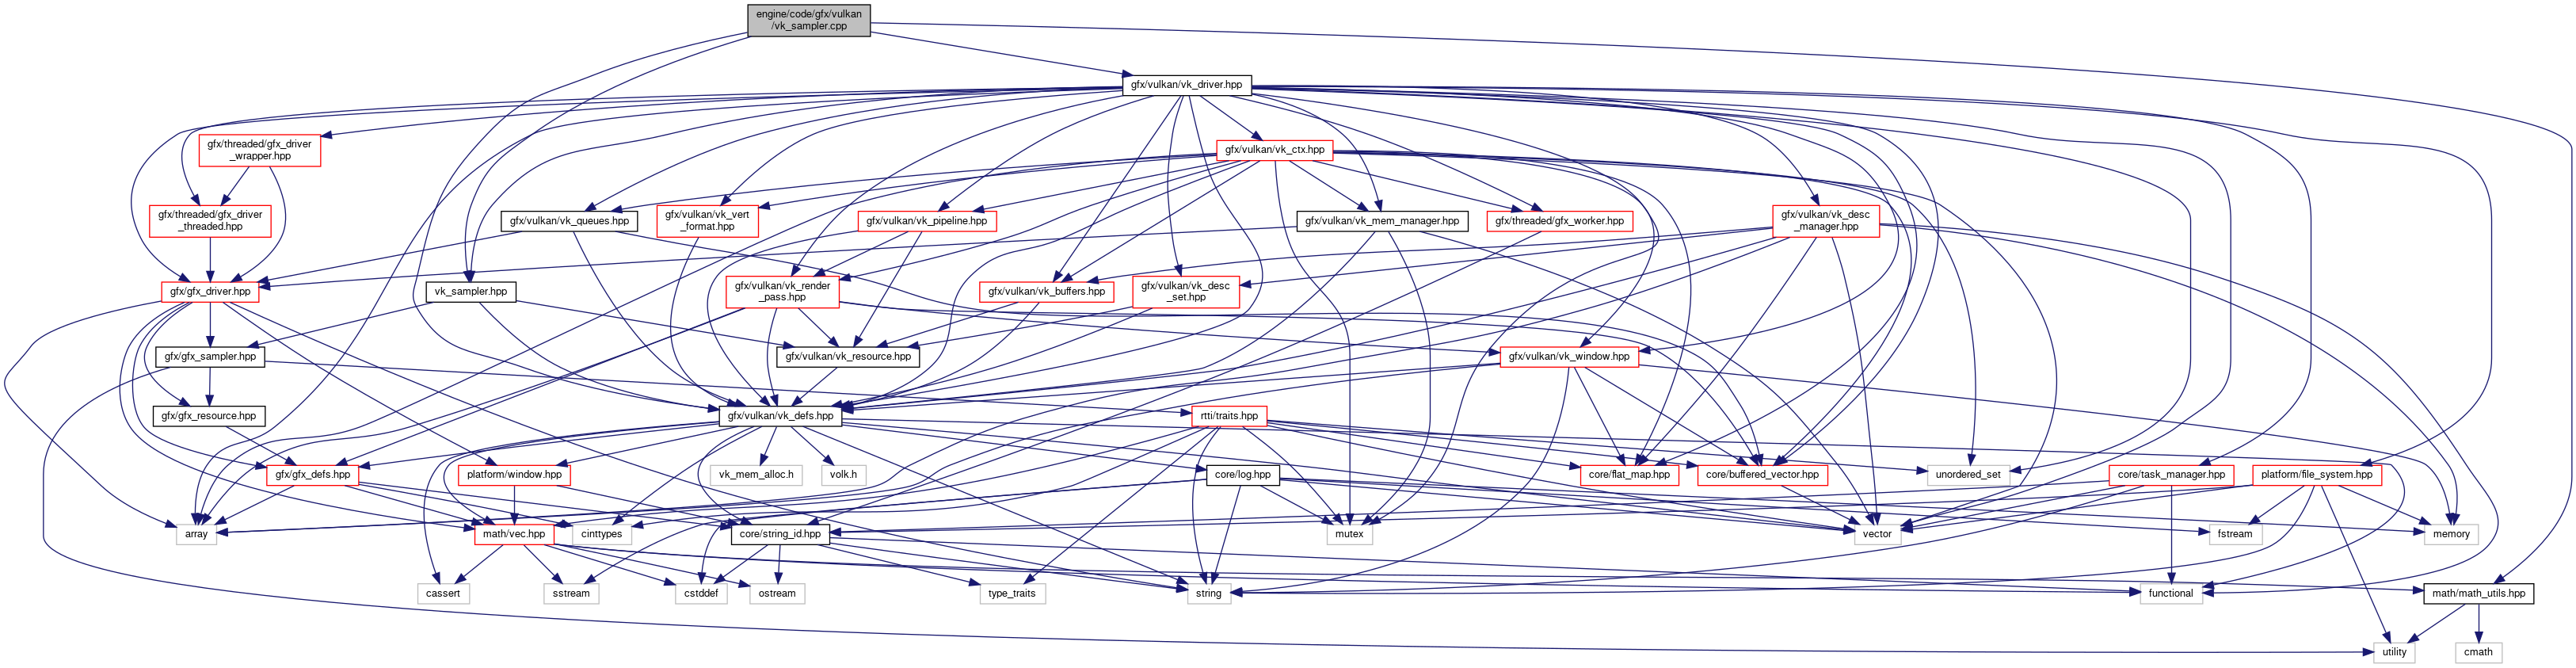 engine/code/gfx/vulkan
/vk_sampler.cpp
gfx/vulkan/vk_driver.hpp
gfx/threaded/gfx_driver
_wrapper.hpp
gfx/vulkan/vk_ctx.hpp
gfx/threaded/gfx_driver
_threaded.hpp
gfx/vulkan/vk_queues.hpp
gfx/vulkan/vk_vert
_format.hpp
gfx/vulkan/vk_pipeline.hpp
gfx/vulkan/vk_mem_manager.hpp
gfx/threaded/gfx_worker.hpp
gfx/vulkan/vk_desc
_manager.hpp
gfx/gfx_driver.hpp
vk_sampler.hpp
gfx/vulkan/vk_render
_pass.hpp
gfx/vulkan/vk_buffers.hpp
gfx/vulkan/vk_desc
_set.hpp
gfx/gfx_sampler.hpp
gfx/vulkan/vk_resource.hpp
gfx/vulkan/vk_window.hpp
gfx/gfx_resource.hpp
gfx/vulkan/vk_defs.hpp
rtti/traits.hpp
gfx/gfx_defs.hpp
platform/window.hpp
vk_mem_alloc.h
volk.h
core/log.hpp
core/flat_map.hpp
core/buffered_vector.hpp
unordered_set
core/task_manager.hpp
platform/file_system.hpp
array
math/vec.hpp
cinttypes
core/string_id.hpp
mutex
vector
fstream
memory
cassert
sstream
cstddef
ostream
type_traits
string
functional
math/math_utils.hpp
utility
cmath